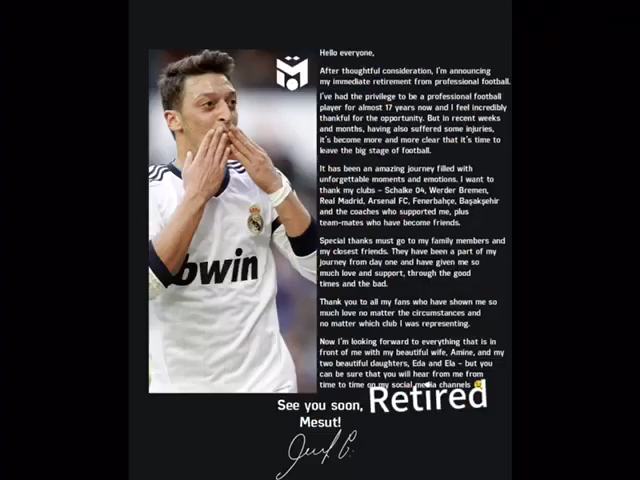 Hello everyone,
After thoughtful consideration, I'm announcing
my immediate retirement from professional football.
I've had the privilege to be a professional football
player for almost 17 years now and I feel incredibly
thankful for the opportunity. But in recent weeks
and months, having also suffered some injuries,
it's become more and more clear that it's time to
leave the big stage of football.
It has been an amazing journey filled with
unforgettable moments and emotions. I want to
thank my clubs – Schalke 04, Werder Bremen,
Real Madrid, Arsenal FC, Fenerbahçe, Başakşehir
and the coaches who supported me, plus
team-mates who have become friends.
Special thanks must go to my family members and
my closest friends. They have been a part of my
journey from day one and have given me so
much love and support, through the good
times and the bad.
Thank you to all my fans who have shown me so
much love no matter the circumstances and
no matter which club I was representing.
Now I'm looking forward to everything that is in
front of me with my beautiful wife, Amine, and my
two beautiful daughters, Eda and Ela – but you
can be sure that you will hear from me from
time to time on my social media channels
bwin
Retired
See you soon,
Mesut!